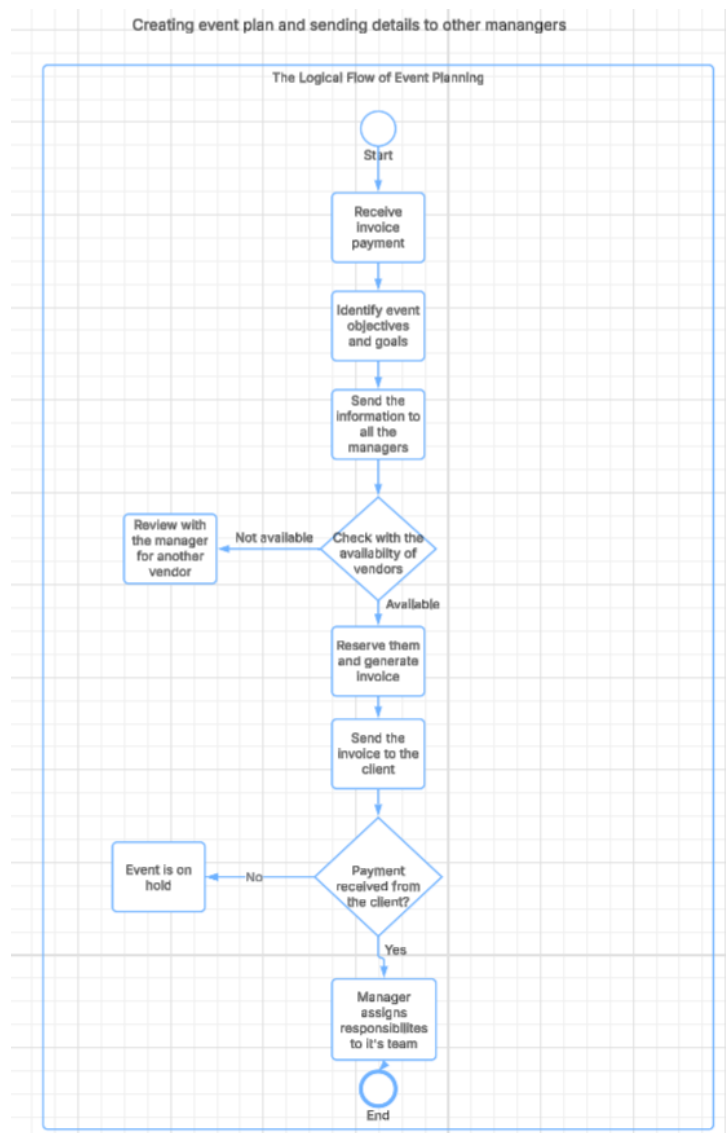 Creating event plan and sending details to other manangers
The Logical Flow of Event Planning
Start
Receive
invoice
payment
Identify event
objectives
and goals
Send the
information to
all the
managers
Check with the
availabilty of
vendors
Not available
Review with
the manager
for another
vendor
Available
Reserve them
and generate
invoice
Send the
invoice to the
client
Payment
received from
the client?
No
Event is on
hold
Yes
Manager
assigns
responsibilites
to it's team
End